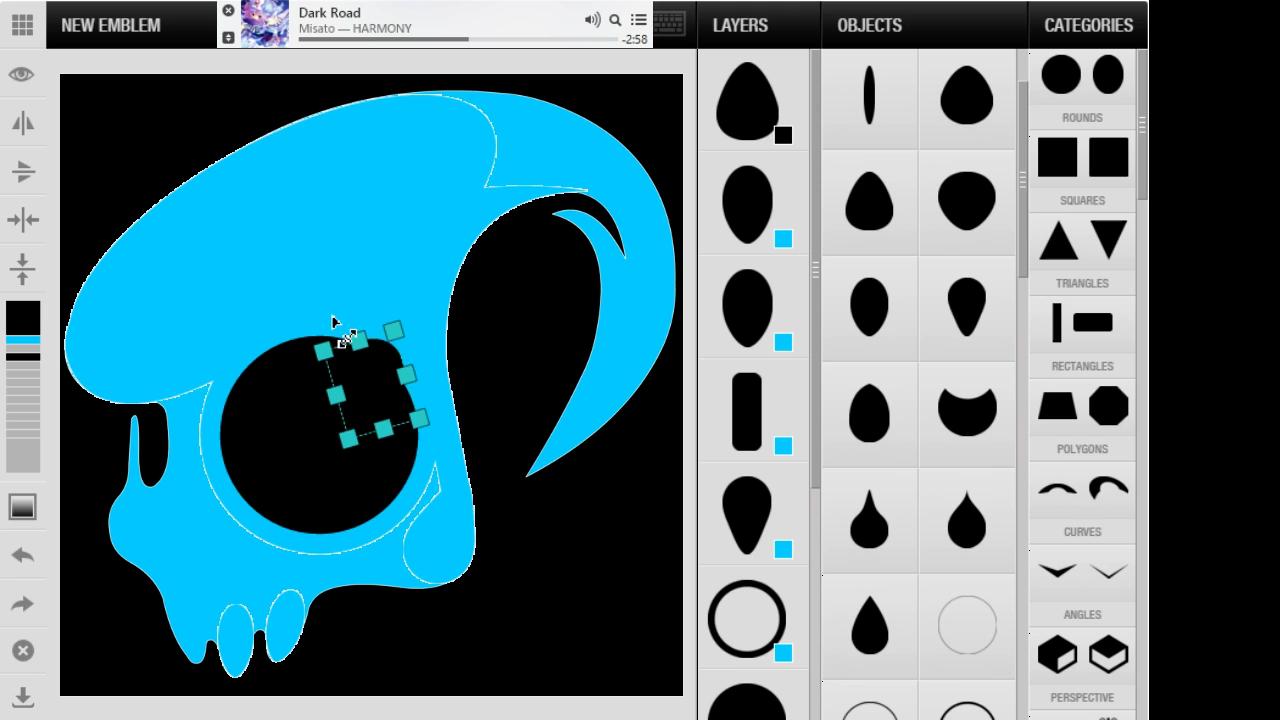 NEW EMBLEM
Dark Road
Misato — HARMONY
-2:58
LAYERS
OBJECTS
CATEGORIES
ROUNDS
SQUARES
TRIANGLES
RECTANGLES
POLYGONS
CURVES
ANGLES
PERSPECTIVE